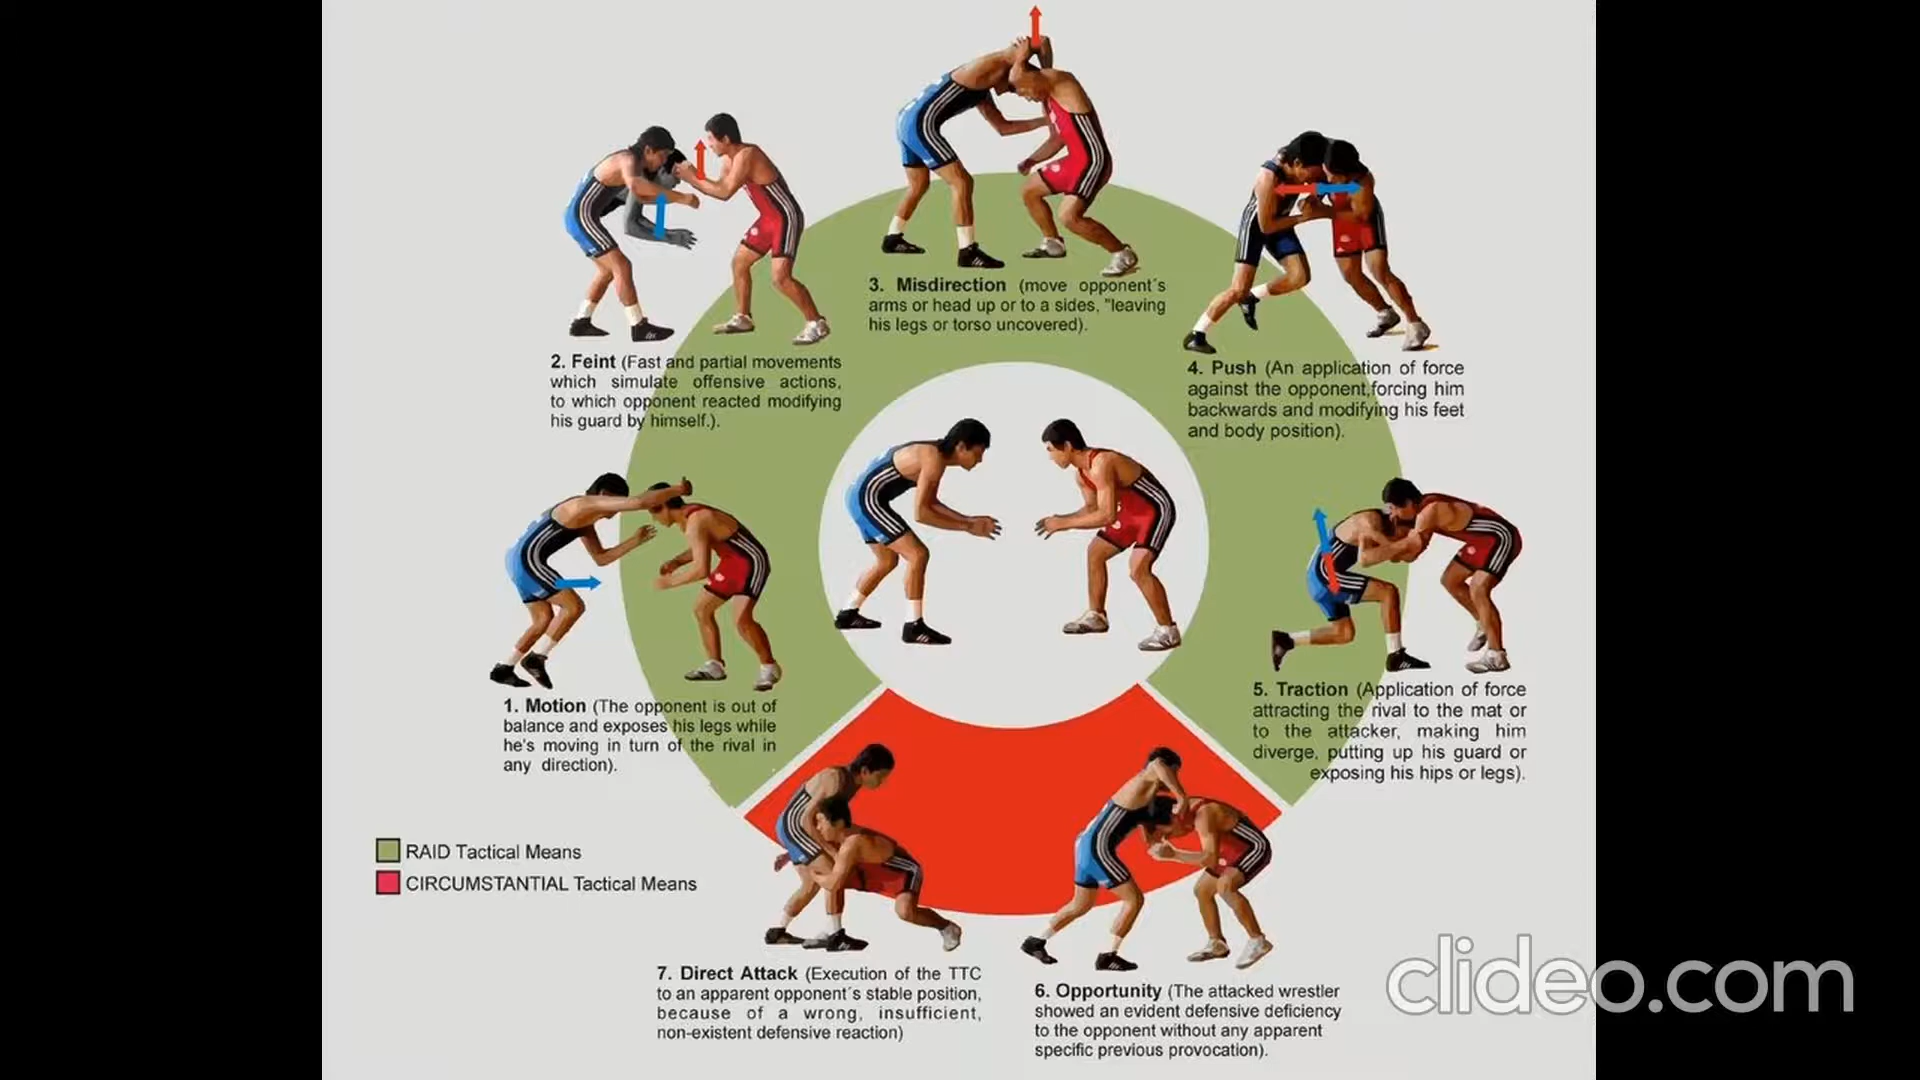 3. Misdirection (move opponent´s
arms or head up or to a sides, "leaving
his legs or torso uncovered).
2. Feint (Fast and partial movements
which simulate offensive actions,
to which opponent reacted modifying
his guard by himself.).
4. Push (An application of force
against the opponent,forcing him
backwards and modifying his feet
and body position).
1. Motion (The opponent is out of
balance and exposes his legs while
he's moving in turn of the rival in
any direction).
5. Traction (Application of force
attracting the rival to the mat or
to the attacker, making him
diverge, putting up his guard or
exposing his hips or legs).
RAID Tactical Means
CIRCUMSTANTIAL Tactical Means
7. Direct Attack (Execution of the TTC
to an apparent opponent´s stable position,
because of a wrong, insufficient,
non-existent defensive reaction)
6. Opportunity (The attacked wrestler
showed an evident defensive deficiency
to the opponent without any apparent
specific previous provocation).
clideo.com